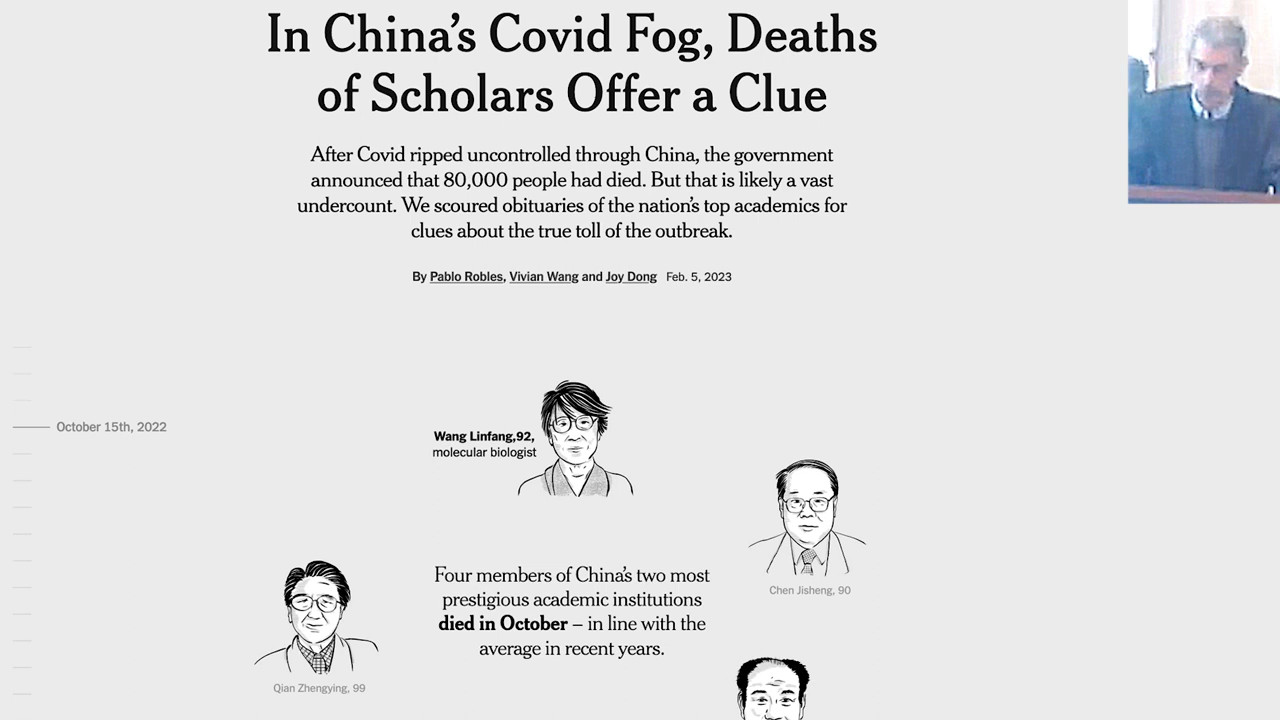 In China’s Covid Fog, Deaths
of Scholars Offer a Clue
After Covid ripped uncontrolled through China, the government
announced that 80,000 people had died. But that is likely a vast
undercount. We scoured obituaries of the nation’s top academics for
clues about the true toll of the outbreak.
By Pablo Robles, Vivian Wang and Joy Dong Feb. 5, 2023
October 15th, 2022
Wang Linfang,92,
molecular biologist
Chen Jisheng, 90
Four members of China’s two most
prestigious academic institutions
died in October – in line with the
average in recent years.
Qian Zhengying, 99